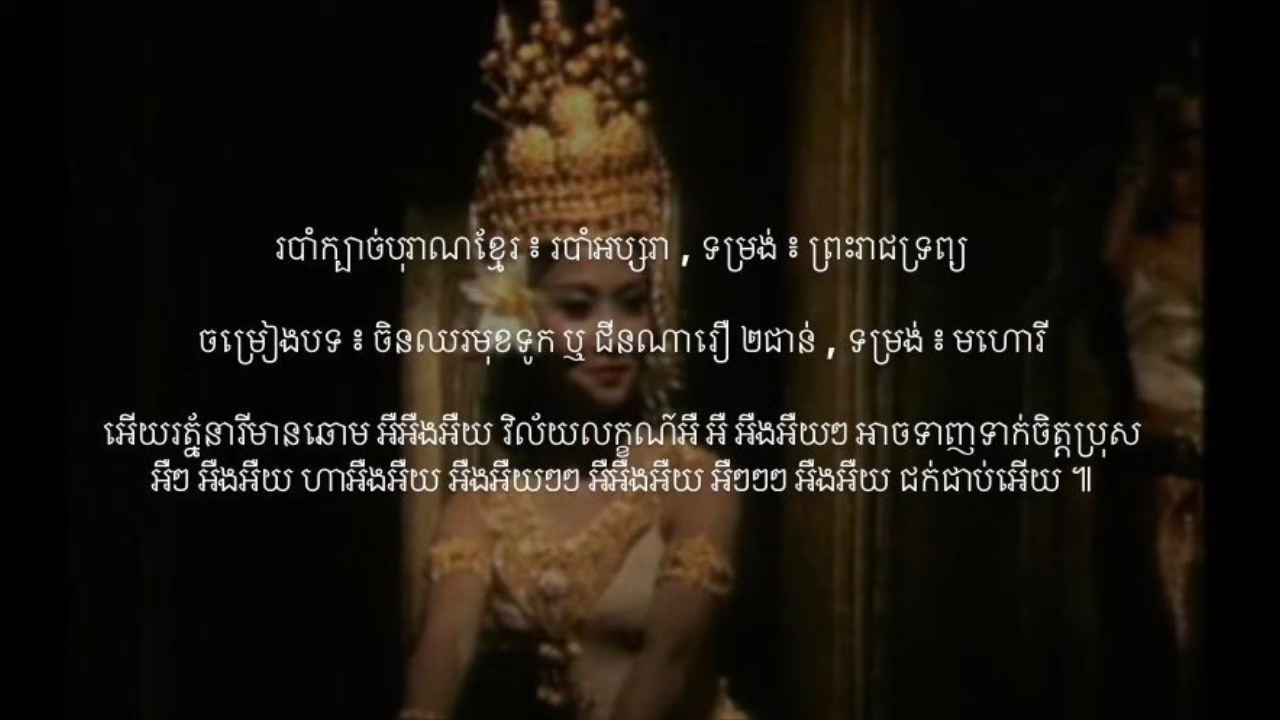 របាំក្បាច់បុរាណខ្មែរ ៖ របាំអប្សរា , ទម្រង់ ៖ ព្រះរាជទ្រព្យ
ចម្រៀងបទ ៖ ចិនឈរមុខទូក ឬ ជីនណារឿ ២ជាន់ , ទម្រង់ ៖ មហោរី
អើយរត្ន័នារីមានឆោម អឺអឺងអឺយ វិល័យលក្ខណ៍អឺ អឺ អឺងអឺយៗ អាចទាញទាក់ចិត្តប្រុស
អឺៗ អឺងអឺយ ហាអឺងអឺយ អឺងអឺយៗៗ អឺអឺងអឺយ អឺៗៗៗ អឺងអឺយ ជក់ជាប់អើយ ៕